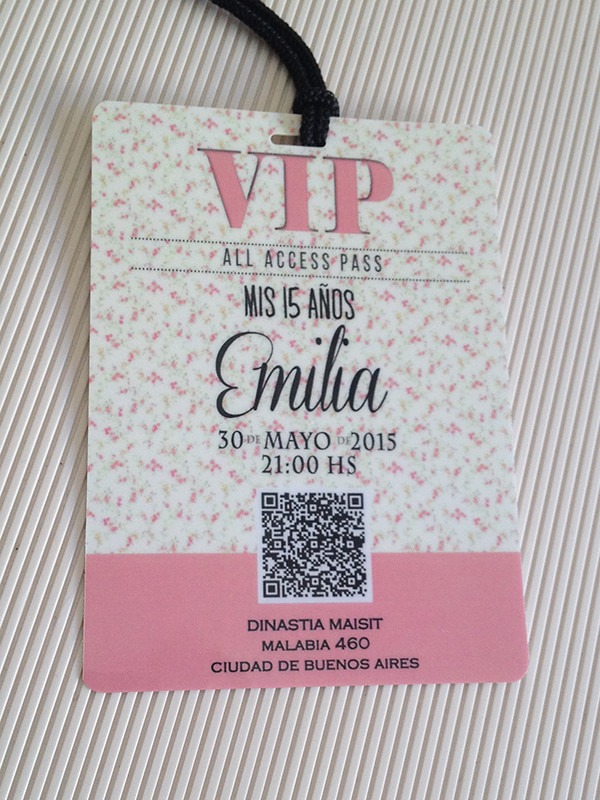 VIP
ALL ACCESS PASS
MIS 15 AÑOS
Emilia
30 DE MAYO DE 2015
21:00 HS
DINASTIA MAISIT
MALABIA 460
CIUDAD DE BUENOS AIRES